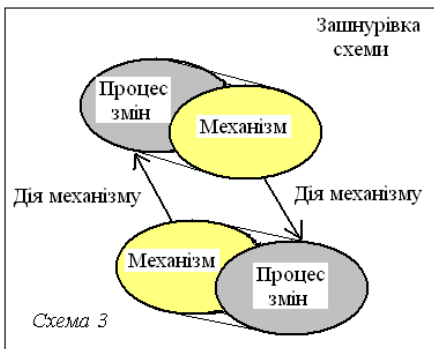 Зашнурівка
схеми
Процес
змін
Механізм
Дія механізму
Дія механізму
Механізм
Процес
змін
Схема 3